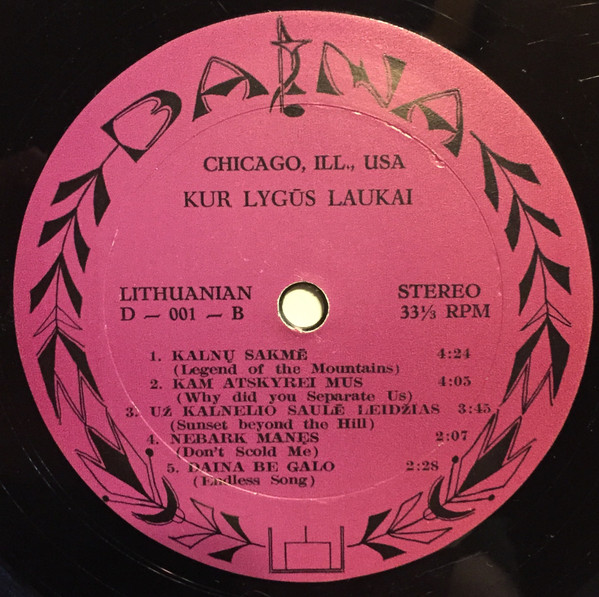 DAINA
CHICAGO, ILL., USA
KUR LYGŪS LAUKAI
LITHUANIAN
D — 001 — B
STEREO
33⅓ RPM
1. KALNŲ SAKMĖ 4:24
(Legend of the Mountains)
2. KAM ATSKYREI MUS 4:05
(Why did you Separate Us)
3. UŽ KALNELIO SAULĖ LEIDŽIAS 3:45
(Sunset beyond the Hill)
4. NEBARK MANĘS 2:07
(Don't Scold Me)
5. DAINA BE GALO 2:28
(Endless Song)